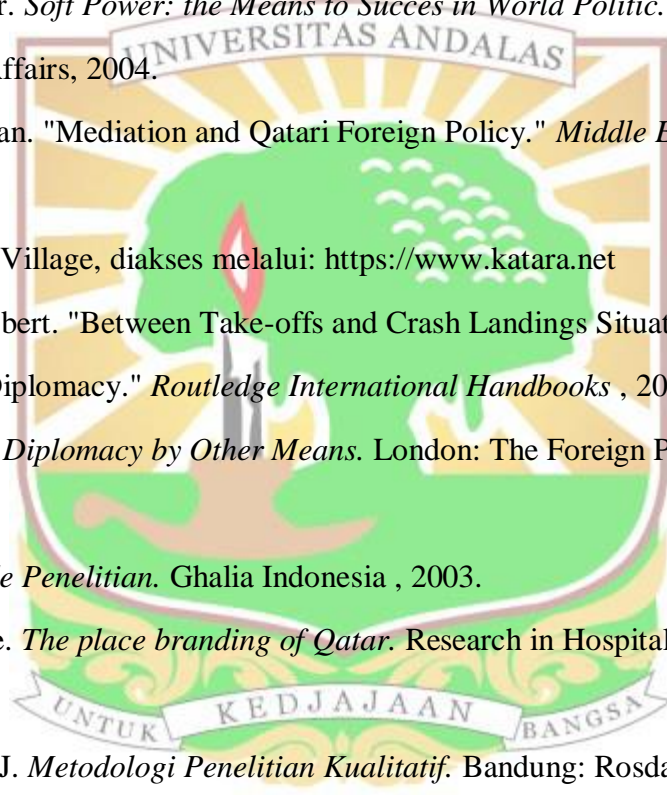 r. Soft Power: the Means to Succes in World Politic.
UNIVERSITAS ANDALAS
ffairs, 2004.
an. "Mediation and Qatari Foreign Policy." Middle E
Village, diakses melalui: https://www.katara.net
bert. "Between Take-offs and Crash Landings Situat
Diplomacy." Routledge International Handbooks , 20
Diplomacy by Other Means. London: The Foreign P
e Penelitian. Ghalia Indonesia , 2003.
e. The place branding of Qatar. Research in Hospital
UNTUK KEDJAJAAN BANGSA
J. Metodologi Penelitian Kualitatif. Bandung: Rosda